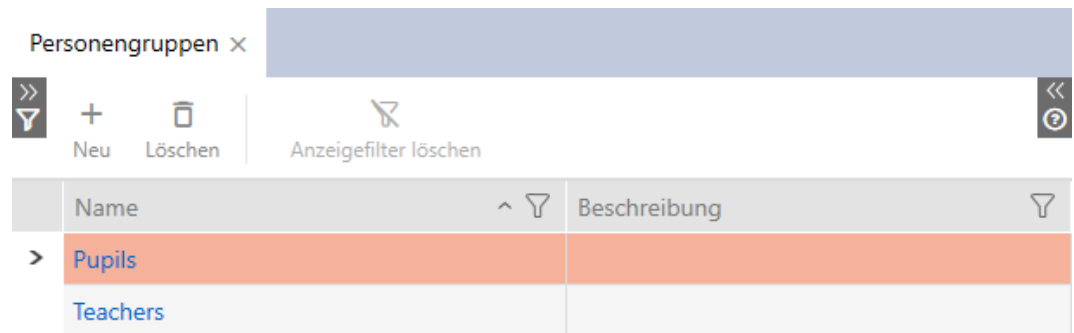 Personengruppen
Neu Löschen Anzeigefilter löschen
Name Beschreibung
Pupils
Teachers